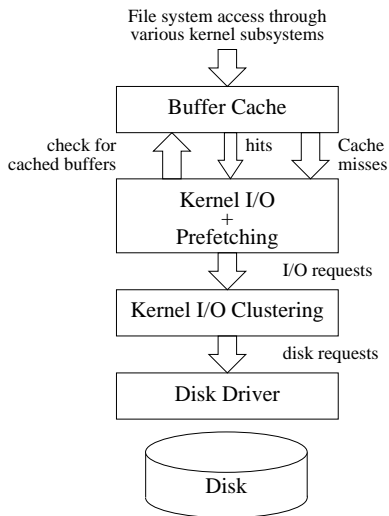 File system access through
various kernel subsystems
Buffer Cache
check for
cached buffers
hits
Cache
misses
Kernel I/O
+
Prefetching
I/O requests
Kernel I/O Clustering
disk requests
Disk Driver
Disk